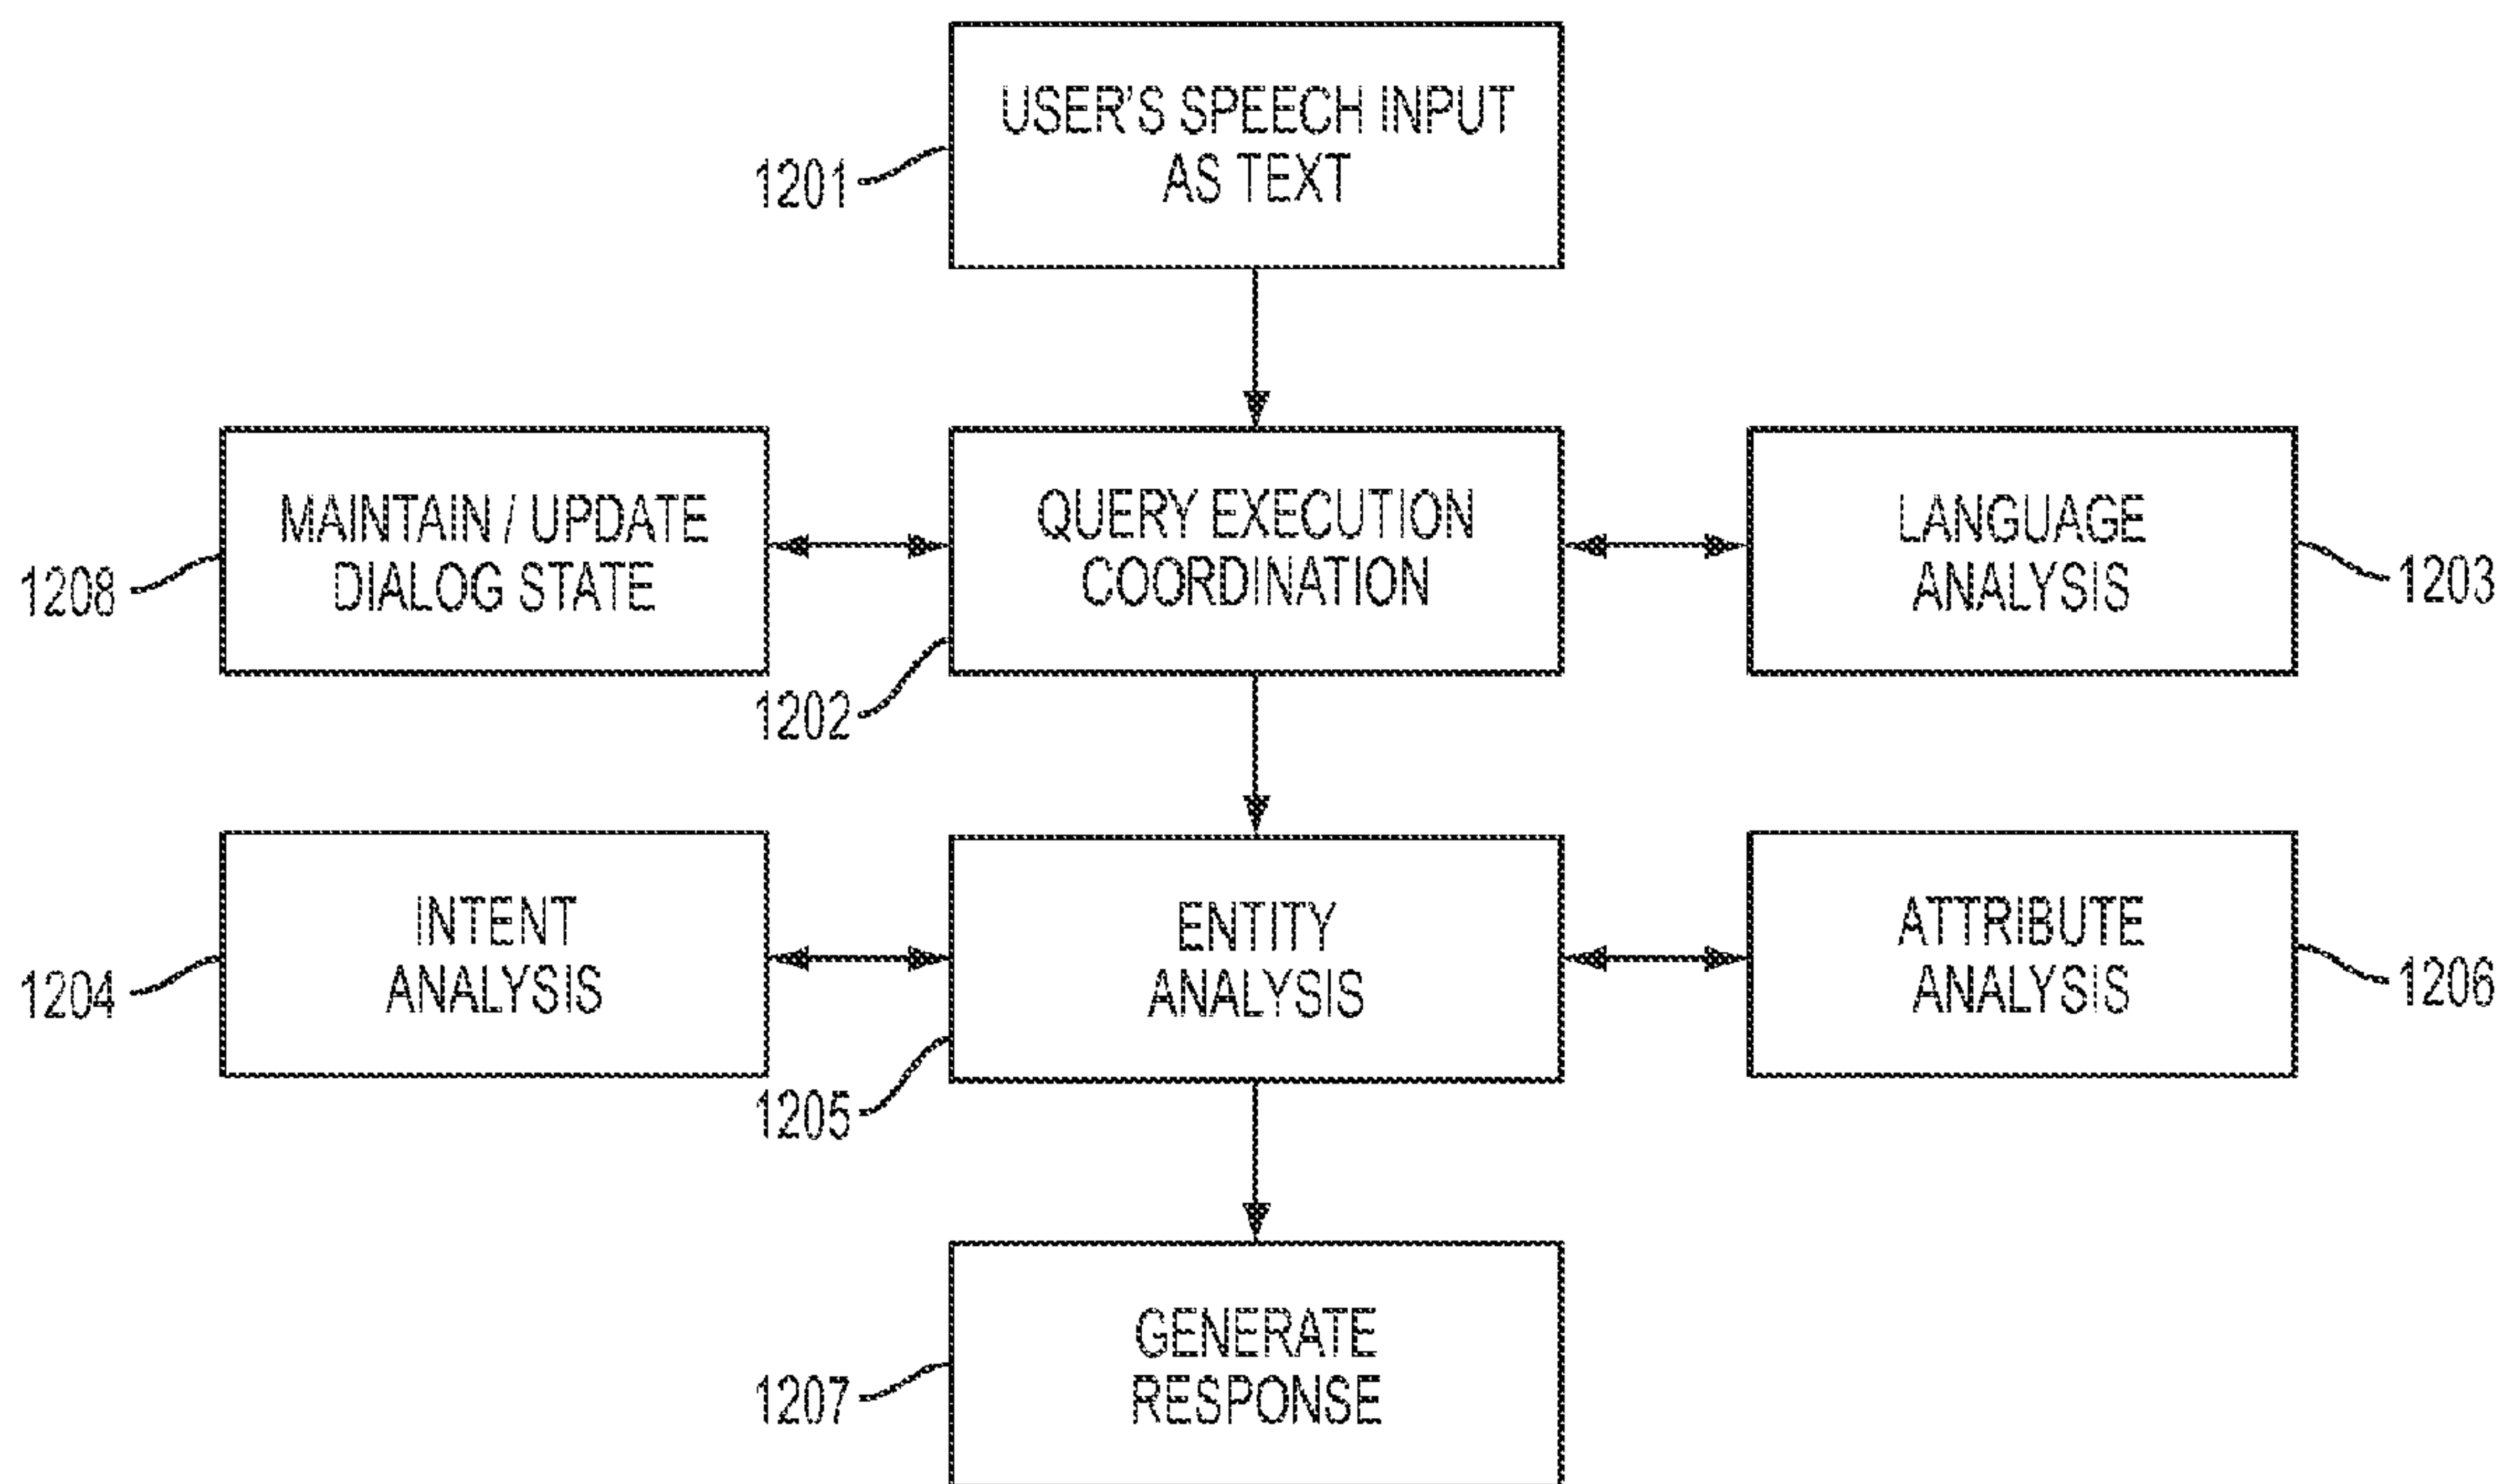 USER'S SPEECH INPUT
AS TEXT
1201
MAINTAIN / UPDATE
DIALOG STATE
1208
QUERY EXECUTION
COORDINATION
1202
LANGUAGE
ANALYSIS
1203
INTENT
ANALYSIS
1204
ENTITY
ANALYSIS
1205
ATTRIBUTE
ANALYSIS
1206
GENERATE
RESPONSE
1207